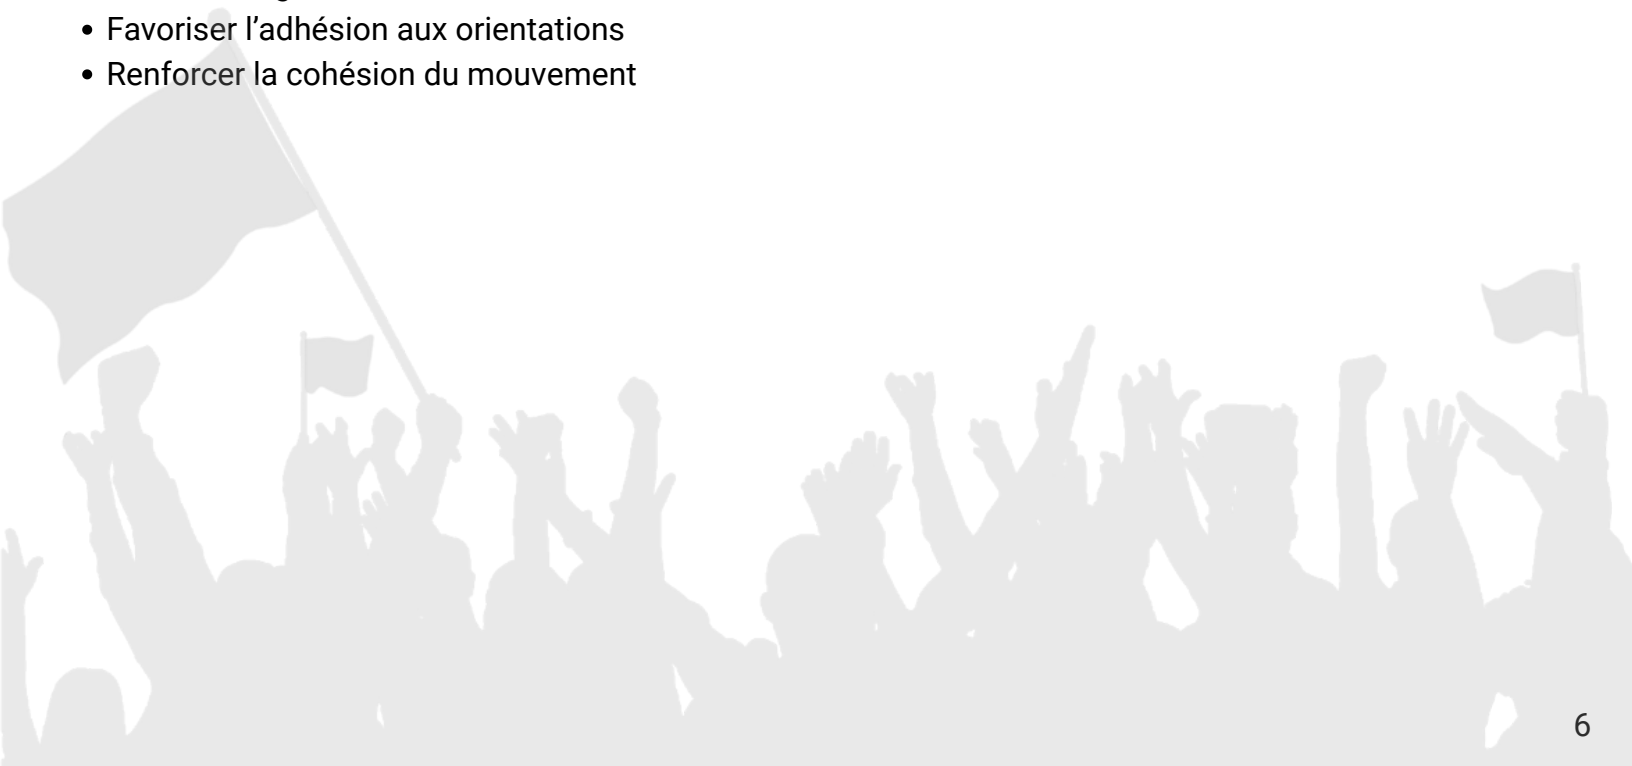 • Favoriser l’adhésion aux orientations
• Renforcer la cohésion du mouvement
6